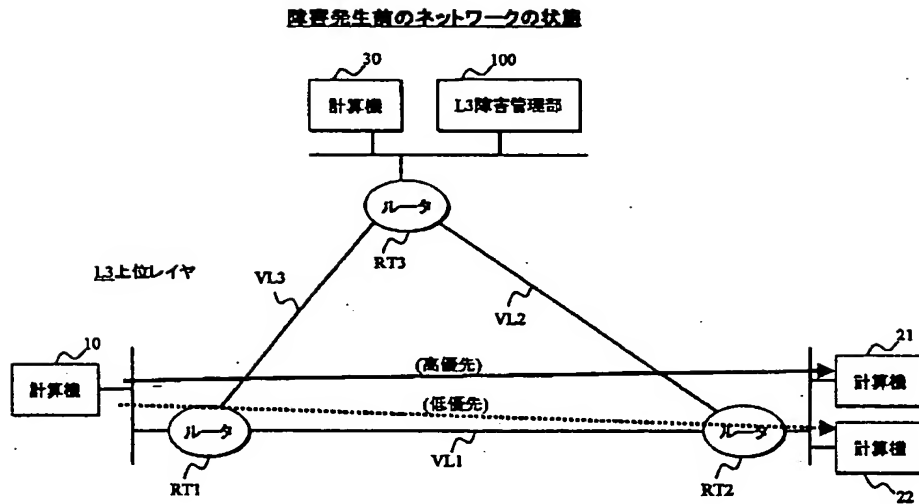 障害発生前のネットワークの状態
30
100
計算機
L3障害管理部
ルータ
RT3
L3上位レイヤ
VL3
VL2
10
21
計算機
(高優先)
計算機
(低優先)
ルータ
ルータ
計算機
VL1
RT1
RT2
22